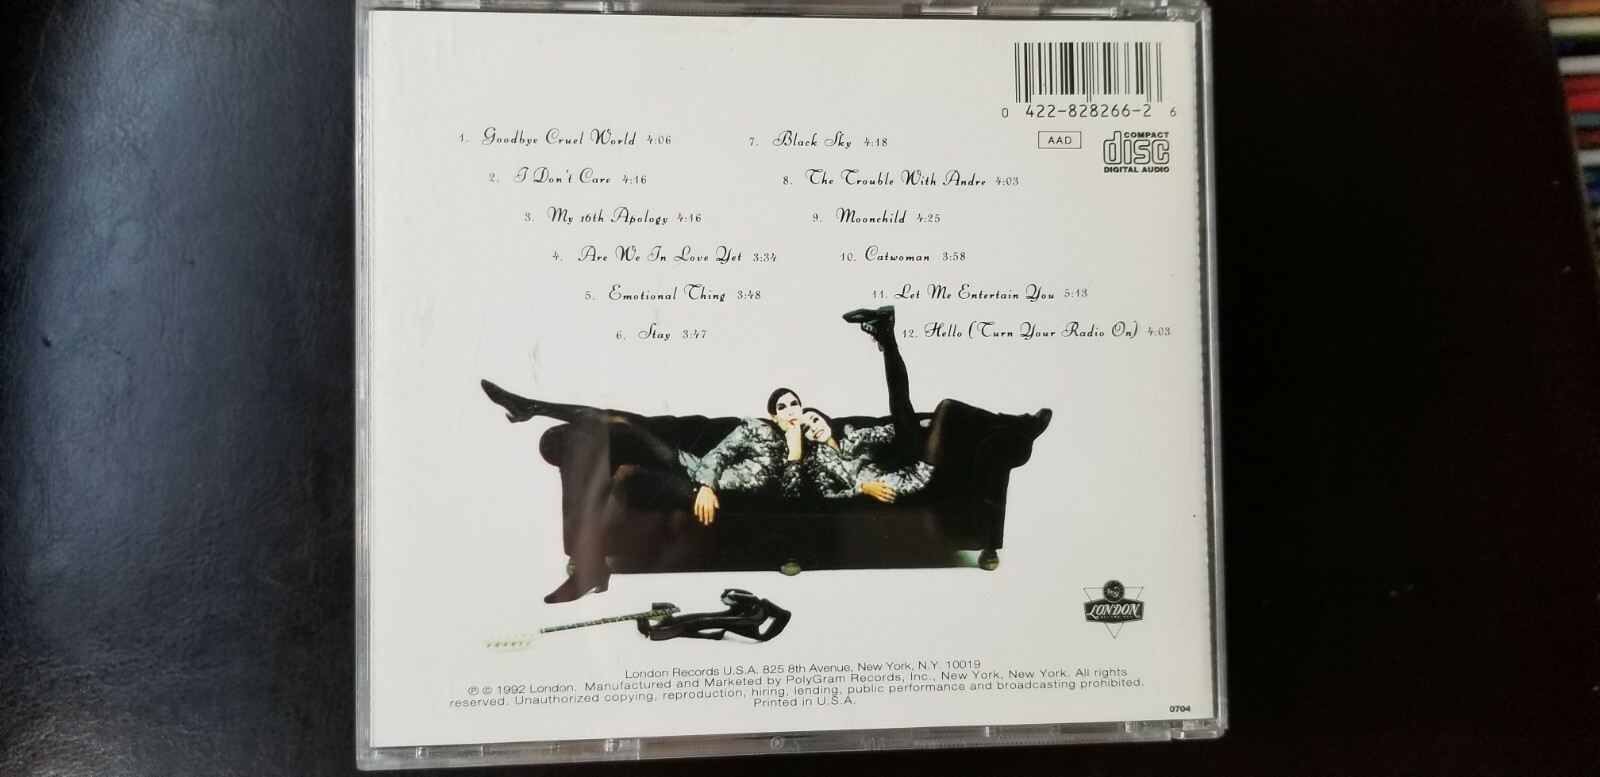 0 422-828266-2 6
AAD
COMPACT
disc
DIGITAL AUDIO
1. Goodbye Cruel World 4:06
2. I Don't Care 4:16
3. My 16th Apology 4:16
4. Are We In Love Yet 3:34
5. Emotional Thing 3:48
6. Stay 3:47
7. Black Sky 4:18
8. The Trouble With Andre 4:03
9. Moonchild 4:25
10. Catwoman 3:58
11. Let Me Entertain You 5:13
12. Hello (Turn Your Radio On) 4:03
LONDON
London Records U.S.A. 825 8th Avenue, New York, N.Y. 10019
℗ © 1992 London. Manufactured and Marketed by PolyGram Records, Inc., New York, New York. All rights
reserved. Unauthorized copying, reproduction, hiring, lending, public performance and broadcasting prohibited.
Printed in U.S.A.
0704